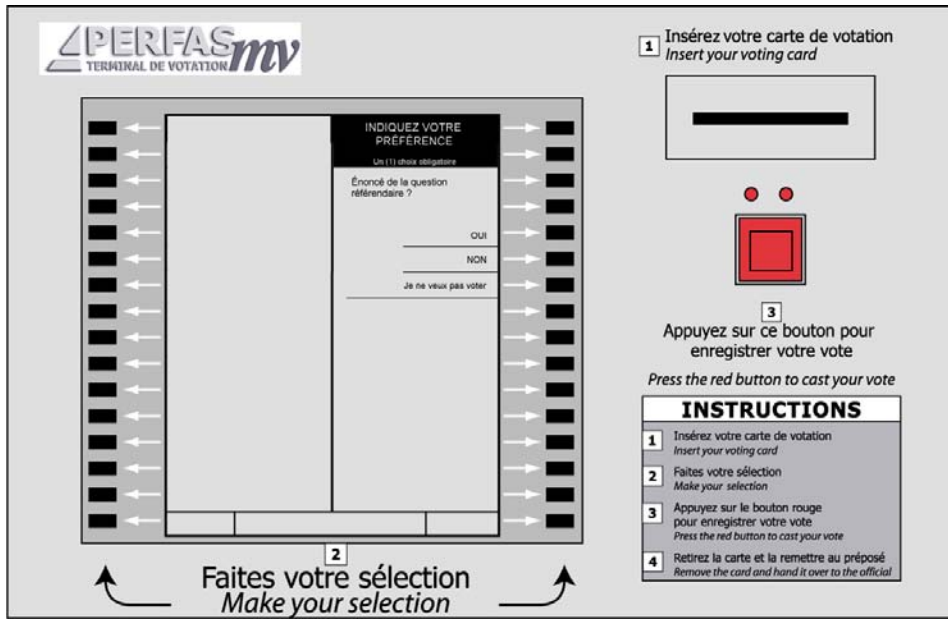 PERFAS mv
TERMINAL DE VOTATION
1 Insérez votre carte de votation
Insert your voting card
INDIQUEZ VOTRE
PRÉFÉRENCE
Un (1) choix obligatoire
Énoncé de la question
référendaire ?
OUI
NON
Je ne veux pas voter
3
Appuyez sur ce bouton pour
enregistrer votre vote
Press the red button to cast your vote
INSTRUCTIONS
1 Insérez votre carte de votation
Insert your voting card
2 Faites votre sélection
Make your selection
3 Appuyez sur le bouton rouge
pour enregistrer votre vote
Press the red button to cast your vote
4 Retirez la carte et la remettre au préposé
Remove the card and hand it over to the official
2
Faites votre sélection
Make your selection